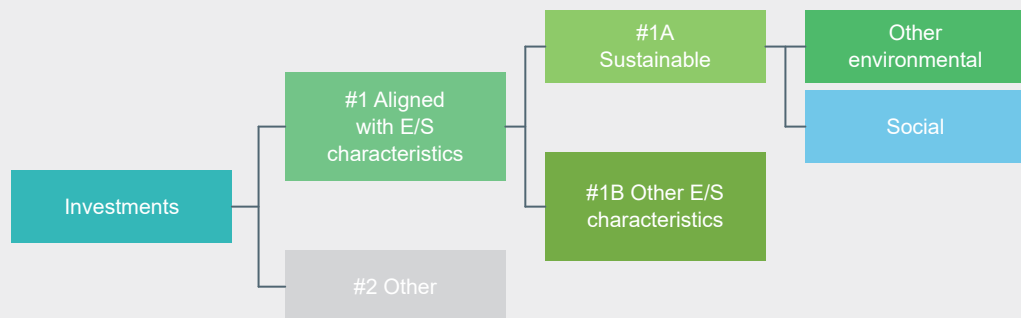 Investments
#1 Aligned
with E/S
characteristics
#2 Other
#1A
Sustainable
#1B Other E/S
characteristics
Other
environmental
Social